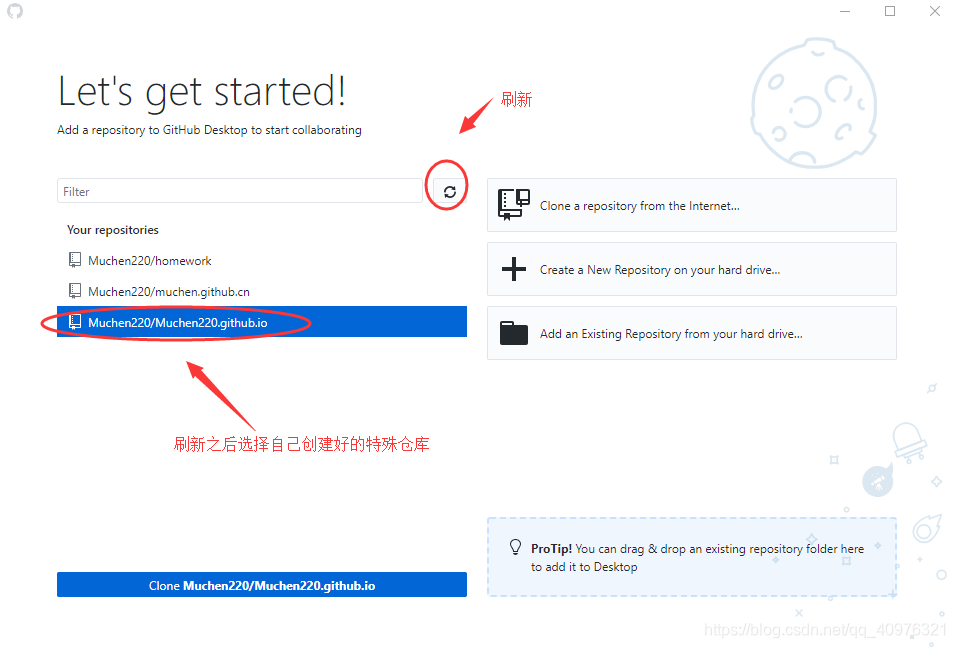 Let's get started!
Add a repository to GitHub Desktop to start collaborating
刷新
Filter
Your repositories
Muchen220/homework
Muchen220/muchen.github.cn
Muchen220/Muchen220.github.io
刷新之后选择自己创建好的特殊仓库
Clone Muchen220/Muchen220.github.io
Clone a repository from the Internet...
Create a New Repository on your hard drive...
Add an Existing Repository from your hard drive...
ProTip! You can drag & drop an existing repository folder here
to add it to Desktop
https://blog.csdn.net/qq_40976321